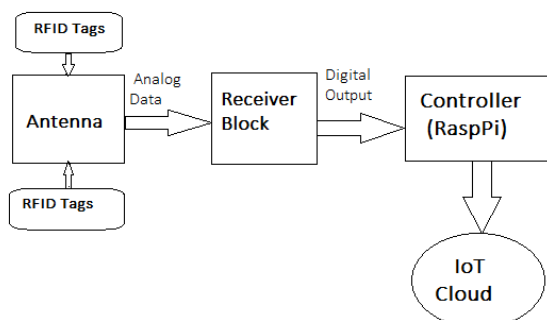 RFID Tags
Analog
Data
Digital
Output
Antenna
Receiver
Block
Controller
(RaspPi)
RFID Tags
IoT
Cloud